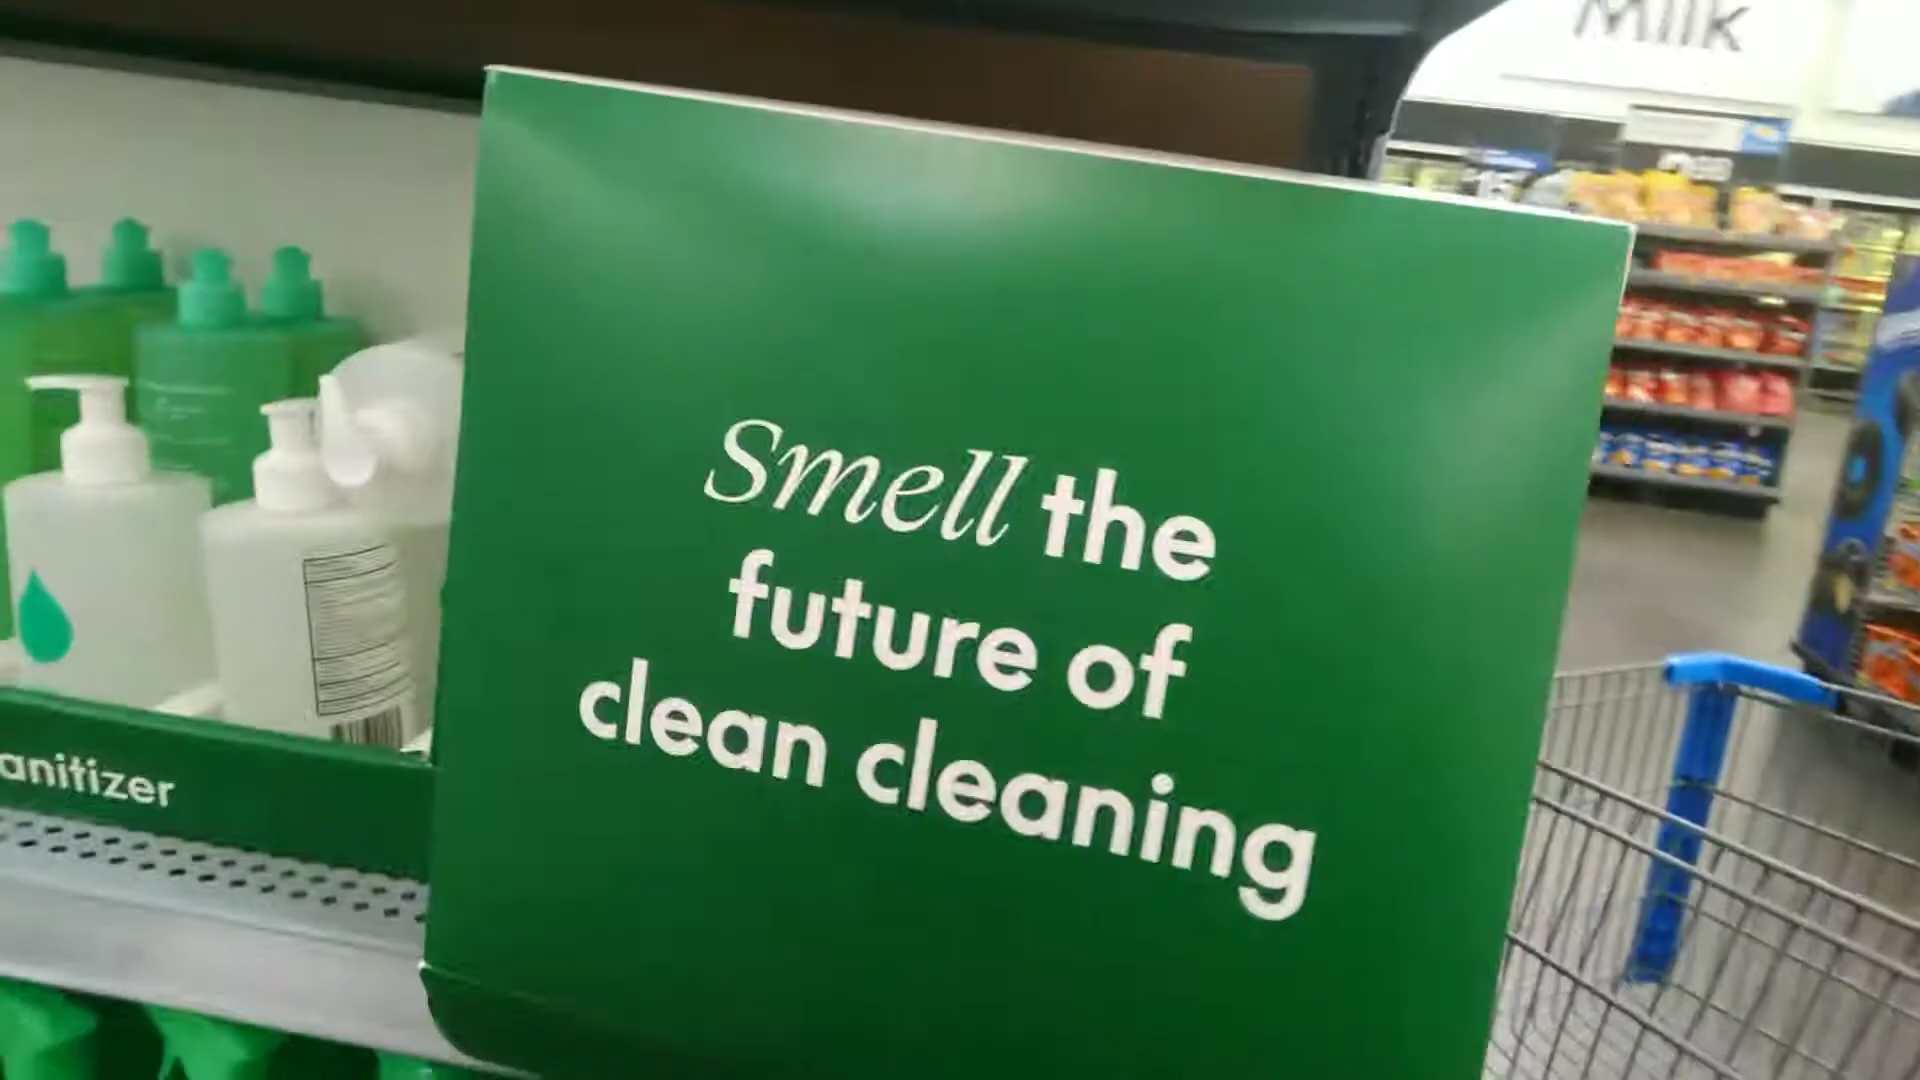 Milk
Smell the
future of
clean cleaning
anitizer